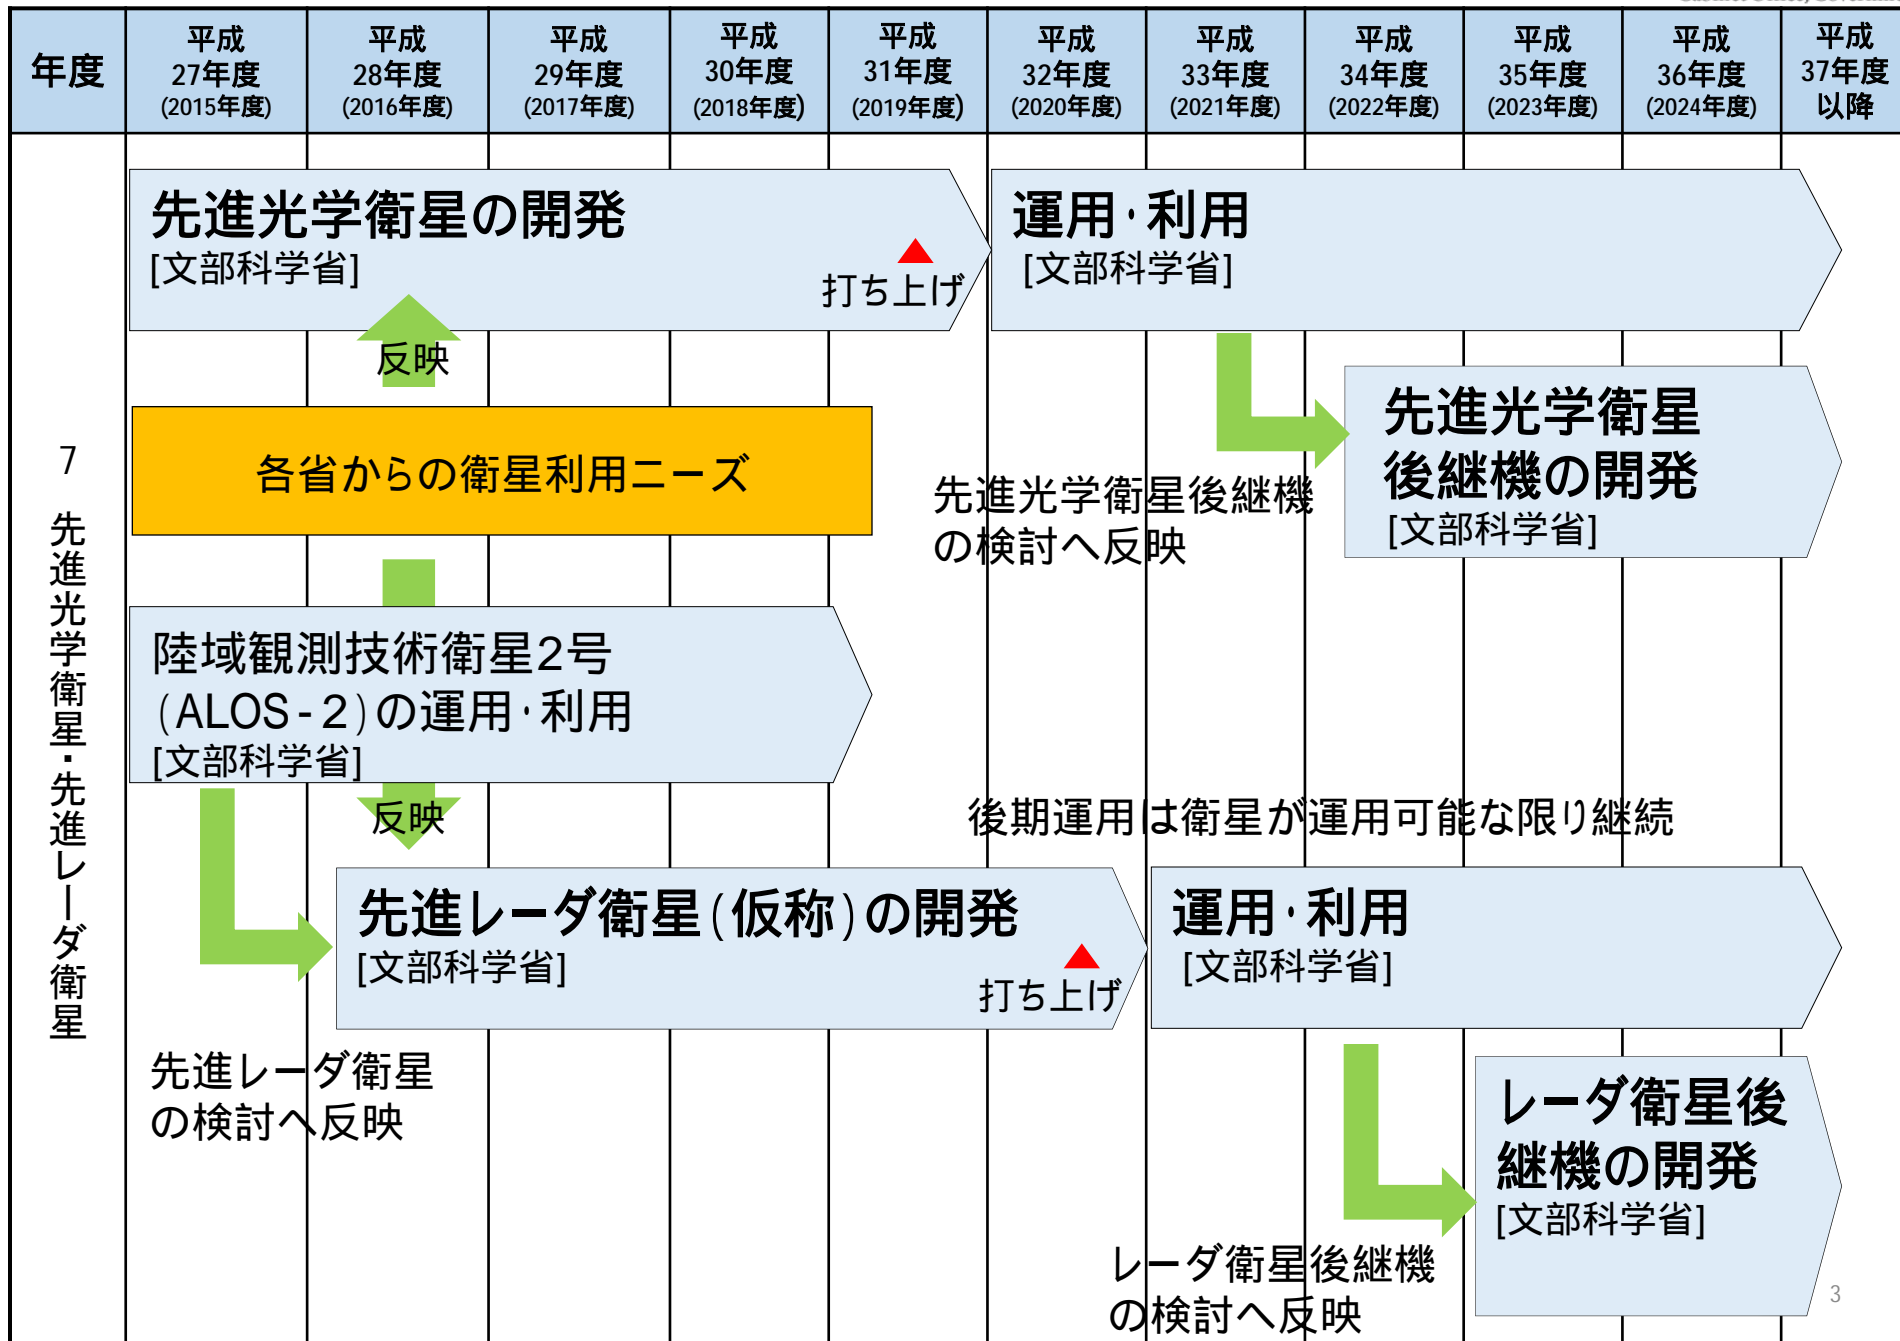 年度
平成
27年度
(2015年度)
平成
28年度
(2016年度)
平成
29年度
(2017年度)
平成
30年度
(2018年度)
平成
31年度
(2019年度)
平成
32年度
(2020年度)
平成
33年度
(2021年度)
平成
34年度
(2022年度)
平成
35年度
(2023年度)
平成
36年度
(2024年度)
平成
37年度
以降
7 先進光学衛星・先進レーダ衛星
先進光学衛星の開発
[文部科学省]
打ち上げ
運用・利用
[文部科学省]
反映
各省からの衛星利用ニーズ
先進光学衛星後継機
の検討へ反映
先進光学衛星
後継機の開発
[文部科学省]
陸域観測技術衛星2号
(ALOS-2)の運用・利用
[文部科学省]
反映
後期運用は衛星が運用可能な限り継続
先進レーダ衛星(仮称)の開発
[文部科学省]
打ち上げ
運用・利用
[文部科学省]
先進レーダ衛星
の検討へ反映
レーダ衛星後
継機の開発
[文部科学省]
レーダ衛星後継機
の検討へ反映
3